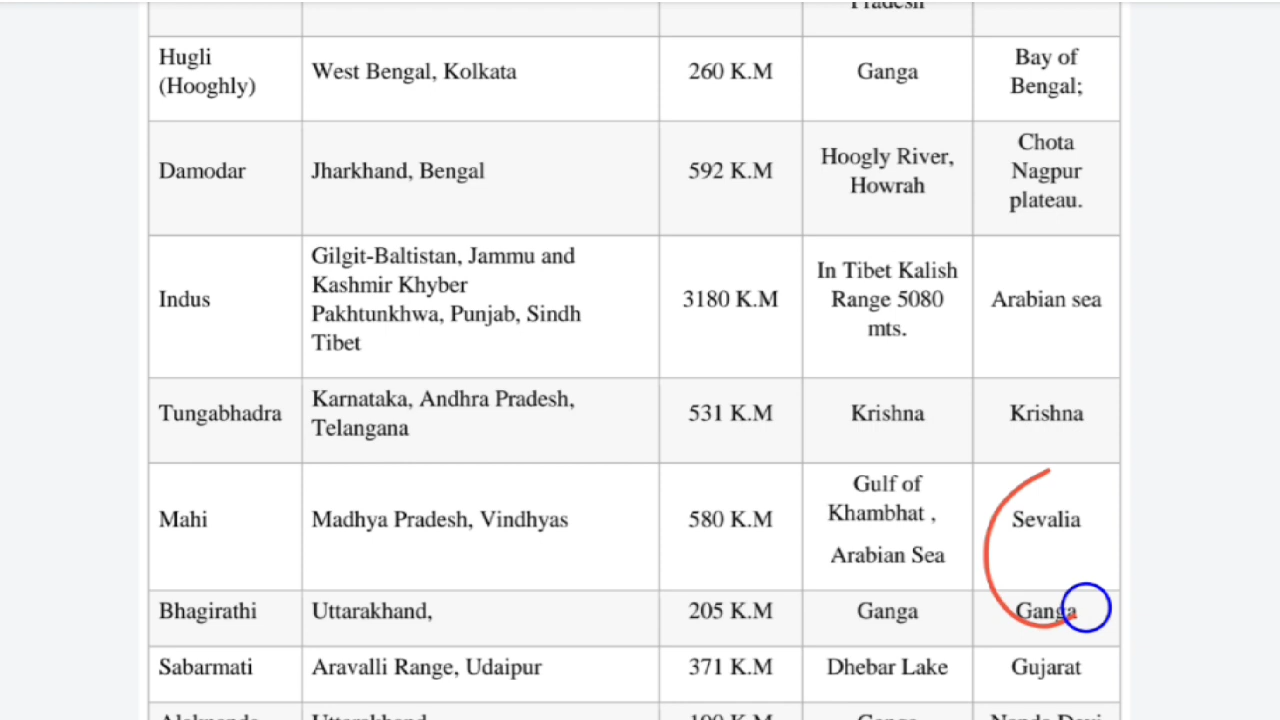 Pradesh
Hugli
(Hooghly)
West Bengal, Kolkata
260 K.M
Ganga
Bay of
Bengal;
Damodar
Jharkhand, Bengal
592 K.M
Hoogly River,
Howrah
Chota
Nagpur
plateau.
Indus
Gilgit-Baltistan, Jammu and
Kashmir Khyber
Pakhtunkhwa, Punjab, Sindh
Tibet
3180 K.M
In Tibet Kalish
Range 5080
mts.
Arabian sea
Tungabhadra
Karnataka, Andhra Pradesh,
Telangana
531 K.M
Krishna
Krishna
Mahi
Madhya Pradesh, Vindhyas
580 K.M
Gulf of
Khambhat ,
Arabian Sea
Sevalia
Bhagirathi
Uttarakhand,
205 K.M
Ganga
Ganga
Sabarmati
Aravalli Range, Udaipur
371 K.M
Dhebar Lake
Gujarat
Uttarakhand,
190 K.M
Ganga
Nanda Devi